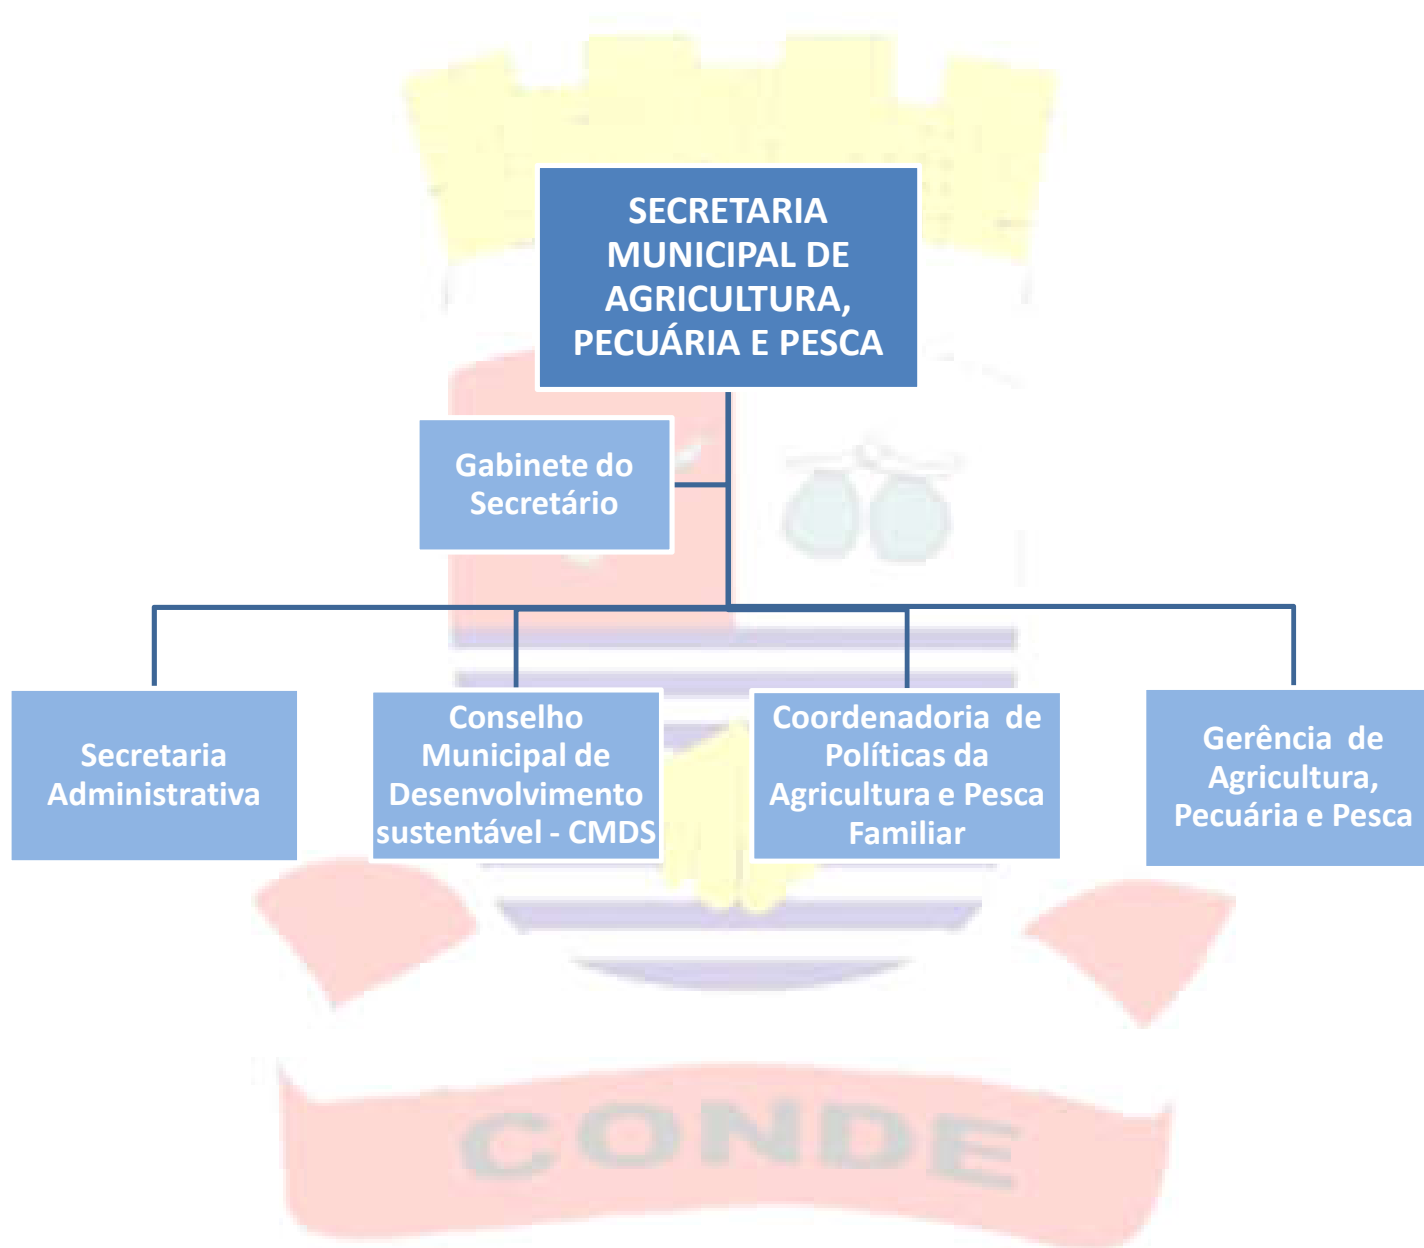 SECRETARIA
MUNICIPAL DE
AGRICULTURA,
PECUÁRIA E PESCA
Gabinete do
Secretário
Secretaria
Administrativa
Conselho
Municipal de
Desenvolvimento
sustentável - CMDS
Coordenadoria de
Políticas da
Agricultura e Pesca
Familiar
Gerência de
Agricultura,
Pecuária e Pesca
CONDE